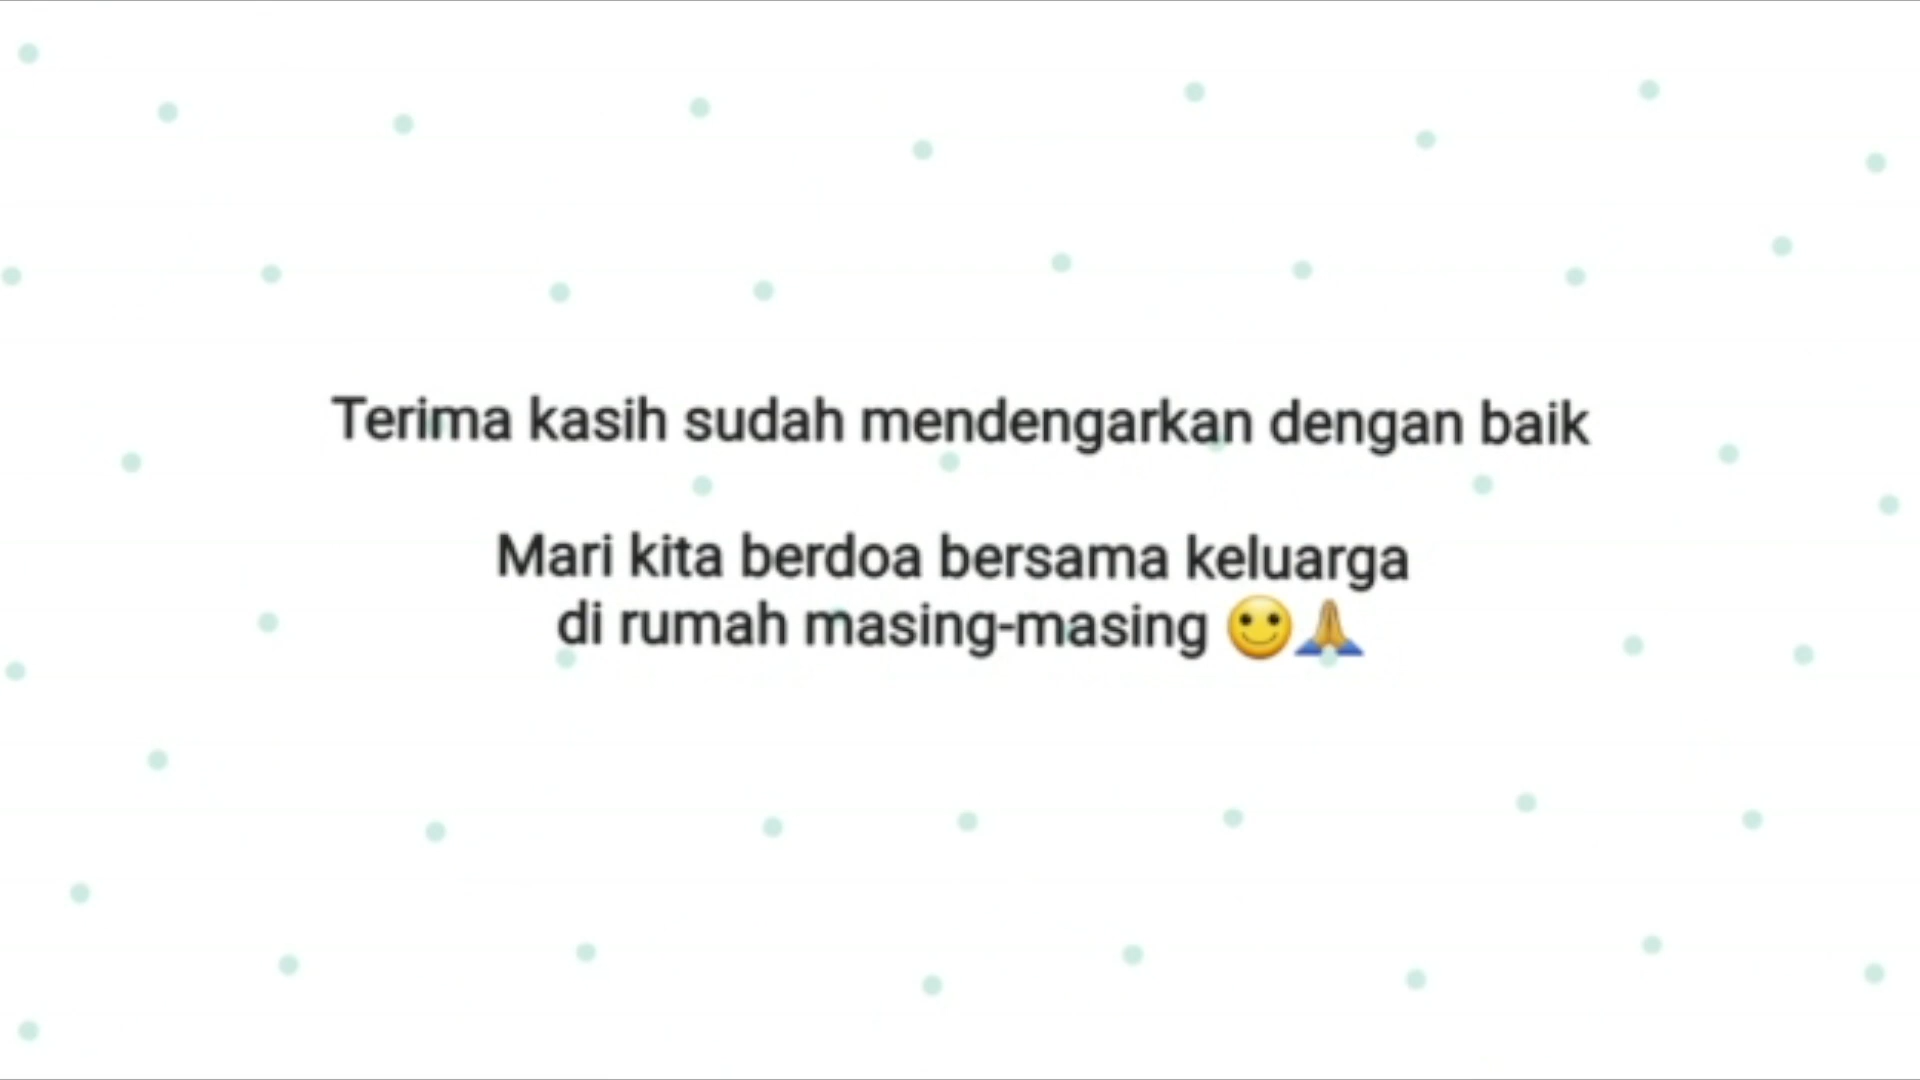 Terima kasih sudah mendengarkan dengan baik
Mari kita berdoa bersama keluarga
di rumah masing-masing 🙂🙏